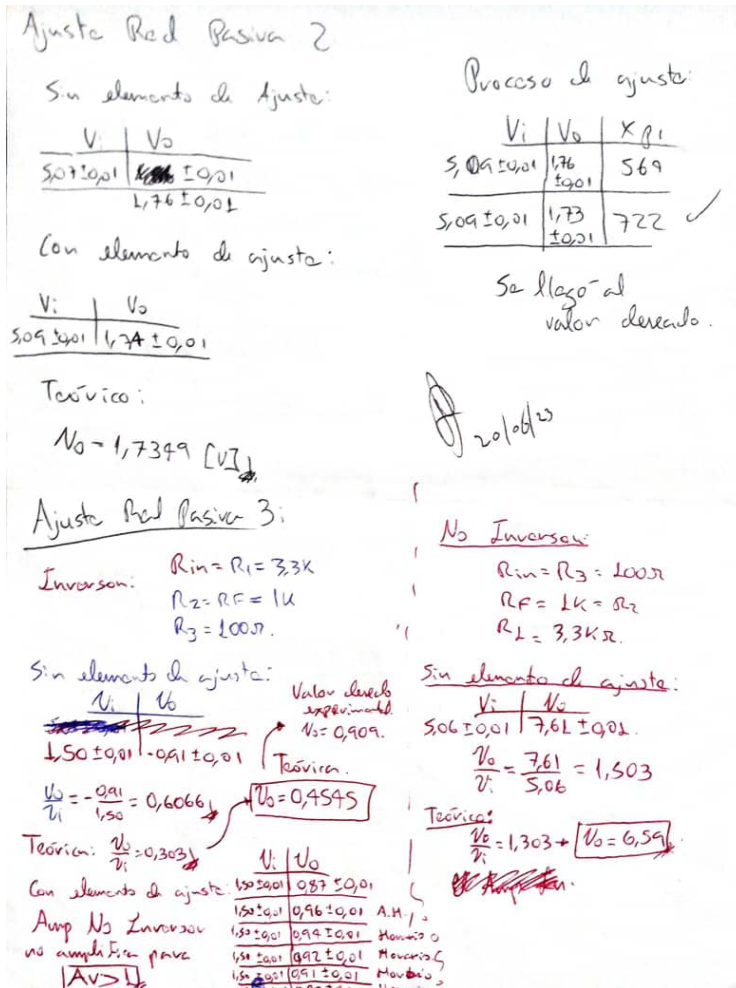 Ajuste Red Pasiva 2
Sin elemento de Ajuste:
Vi | Vo
5,07±0,01 | ±0,01
1,76±0,01
Con elemento de ajuste:
Vi | Vo
5,09±0,01 | 1,74±0,01
Teórico:
Vo = 1,7349 [V]
Proceso de ajuste:
Vi | Vo | XP1
5,09±0,01 | 1,76 ±0,01 | 569
5,09±0,01 | 1,73 ±0,01 | 722 ✓
Se llegó al
valor deseado.
20/06/23
Ajuste Red Pasiva 3:
Inversor:
Rin = R1 = 3,3K
R2 = RF = 1K
R3 = 100Ω.
Sin elemento de ajuste:
Vi | Vo
1,50±0,01 | -0,91±0,01
Valor deseado
experimental
Vo = 0,909.
Vo/Vi = -0,91/1,50 = 0,6066
Teórica.
Vo = 0,4545
Teórica: Vo/Vi = 0,303
Con elemento de ajuste:
Vi | Vo
1,50±0,01 | 0,87±0,01
1,50±0,01 | 0,96±0,01 A.H.
1,50±0,01 | 0,94±0,01 Horario
1,50±0,01 | 0,92±0,01 Horario
1,50±0,01 | 0,91±0,01 Horario
Amp No Inversor
no amplifica para
AV>1
No Inversor:
Rin = R3 = 100Ω
RF = 1K = R2
R1 = 3,3KΩ.
Sin elemento de ajuste:
Vi | Vo
5,06±0,01 | 7,61±0,01.
Vo/Vi = 7,61/5,06 = 1,503
Teórica:
Vo/Vi = 1,303 → Vo = 6,59